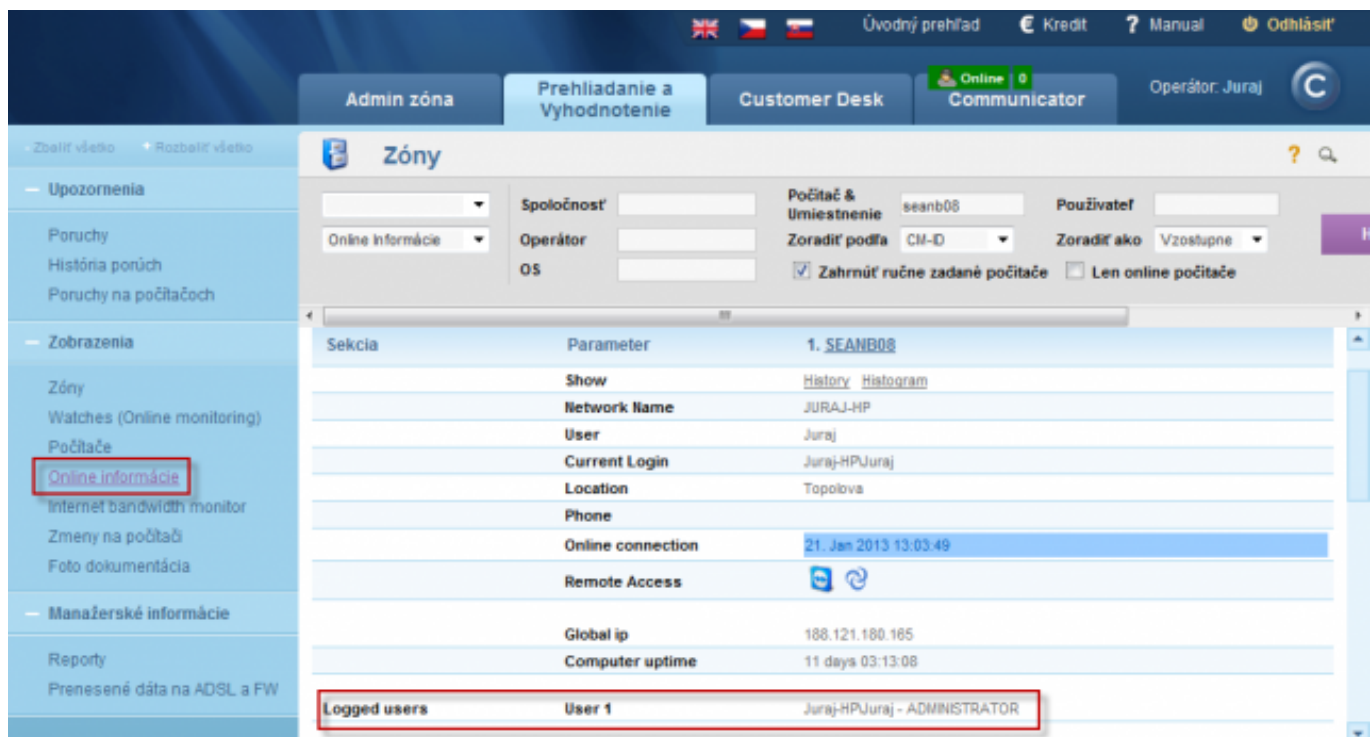 Úvodný prehľad € Kredit ? Manual Odhlásiť
Admin zóna
Prehliadanie a
Vyhodnotenie
Customer Desk
Online 0
Communicator
Operátor: Juraj
- Zbaliť všetko + Rozbaliť všetko
Zóny
?
Upozornenia
Poruchy
História porúch
Poruchy na počítačoch
Zobrazenia
Zóny
Watches (Online monitoring)
Počítače
Online informácie
Internet bandwidth monitor
Zmeny na počítači
Foto dokumentácia
Manažerské informácie
Reporty
Prenesené dáta na ADSL a FW
Spoločnosť
Počítač &
Umiestnenie
seanb08
Používateľ
Online Informácie
Operátor
Zoradiť podľa CM-ID
Zoradiť ako Vzostupne
OS
Zahrnúť ručne zadané počítače
Len online počítače
Sekcia Parameter 1. SEANB08
Show History Histogram
Network Name JURAJ-HP
User Juraj
Current Login Juraj-HP\Juraj
Location Topolova
Phone
Online connection 21. Jan 2013 13:03:49
Remote Access
Global ip 188.121.180.165
Computer uptime 11 days 03:13:08
Logged users User 1 Juraj-HP\Juraj - ADMINISTRATOR